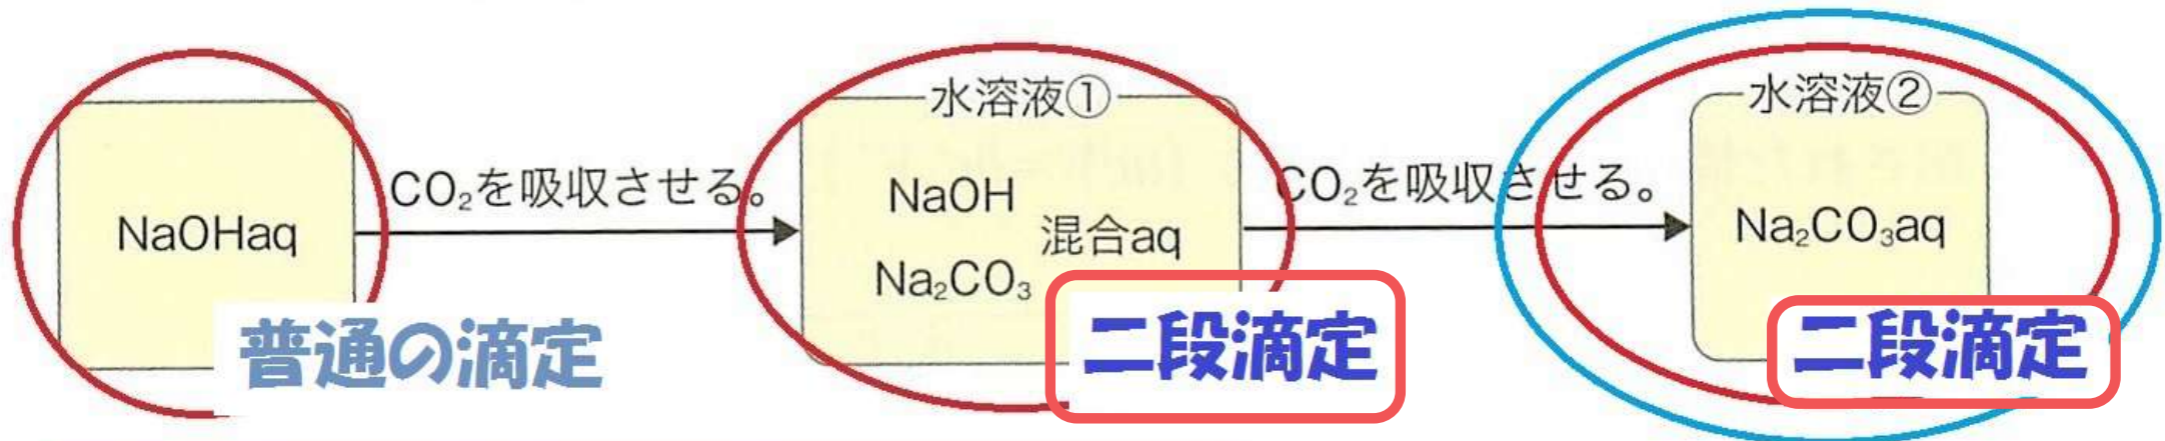 NaOHaq
普通の滴定
CO₂を吸収させる。
水溶液①
NaOH
混合aq
Na₂CO₃
二段滴定
CO₂を吸収させる。
水溶液②
Na₂CO₃aq
二段滴定